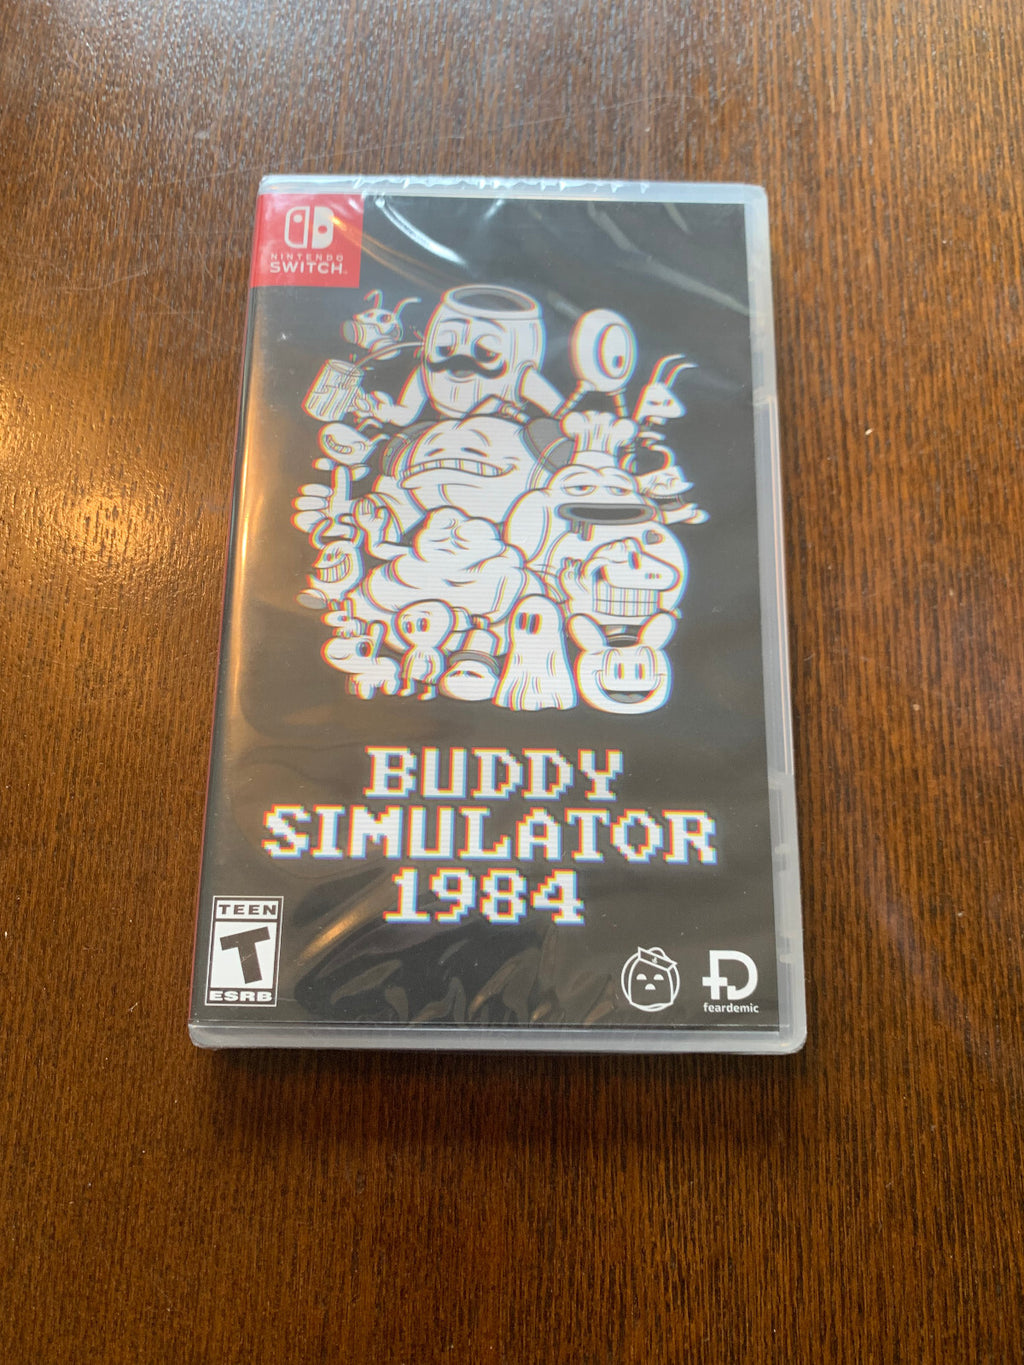 NINTENDO
SWITCH
BUDDY
SIMULATOR
1984
TEEN
T
ESRB
D
feardemic